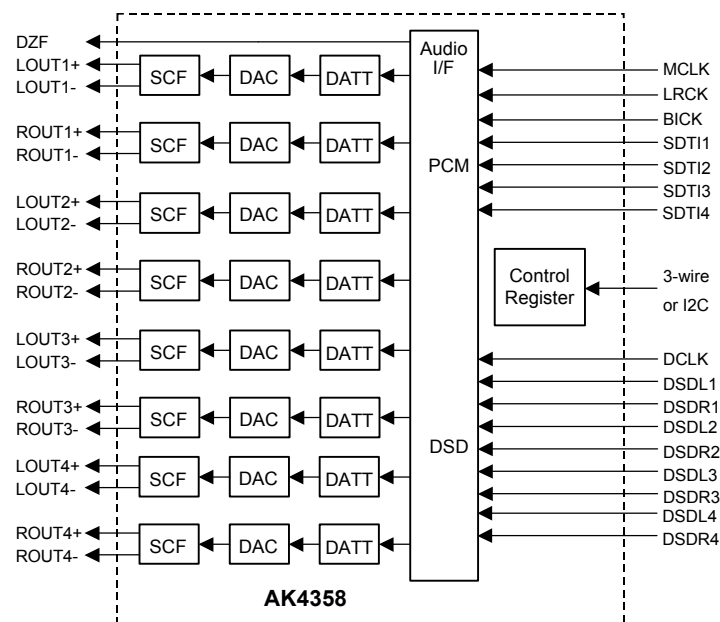 DZF
LOUT1+
LOUT1-
SCF
DAC
DATT
ROUT1+
ROUT1-
SCF
DAC
DATT
LOUT2+
LOUT2-
SCF
DAC
DATT
ROUT2+
ROUT2-
SCF
DAC
DATT
LOUT3+
LOUT3-
SCF
DAC
DATT
ROUT3+
ROUT3-
SCF
DAC
DATT
LOUT4+
LOUT4-
SCF
DAC
DATT
ROUT4+
ROUT4-
SCF
DAC
DATT
Audio
I/F
PCM
DSD
MCLK
LRCK
BICK
SDTI1
SDTI2
SDTI3
SDTI4
Control
Register
3-wire
or I2C
DCLK
DSDL1
DSDR1
DSDL2
DSDR2
DSDL3
DSDR3
DSDL4
DSDR4
AK4358